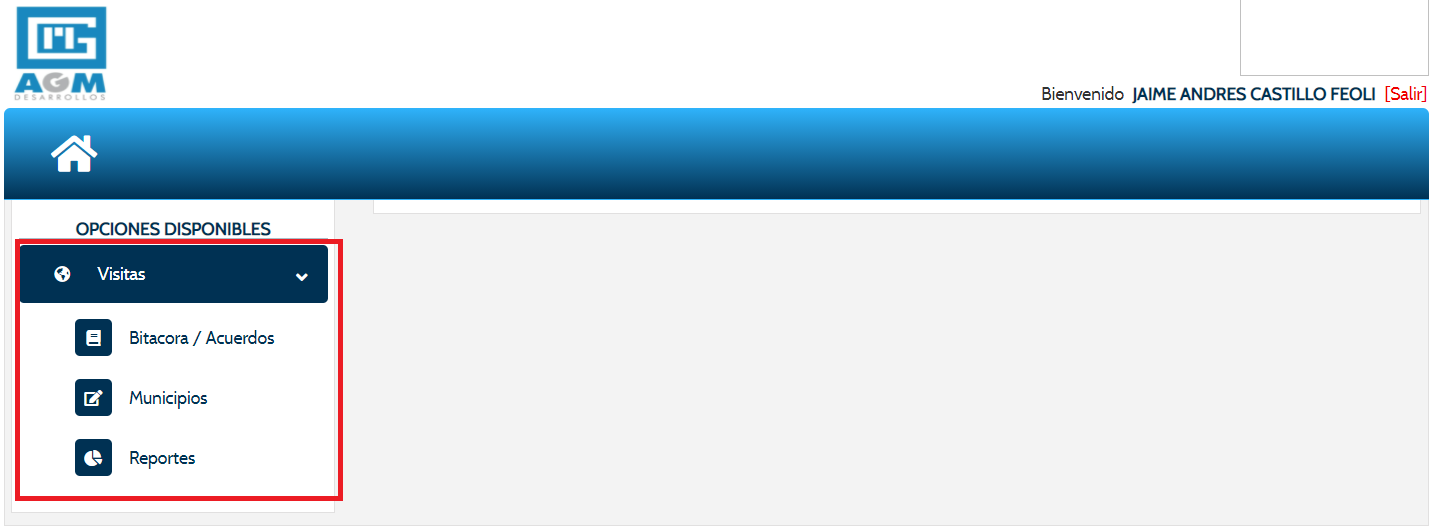 AGM
DESARROLLOS
Bienvenido JAIME ANDRES CASTILLO FEOLI [Salir]
OPCIONES DISPONIBLES
Visitas
Bitacora / Acuerdos
Municipios
Reportes